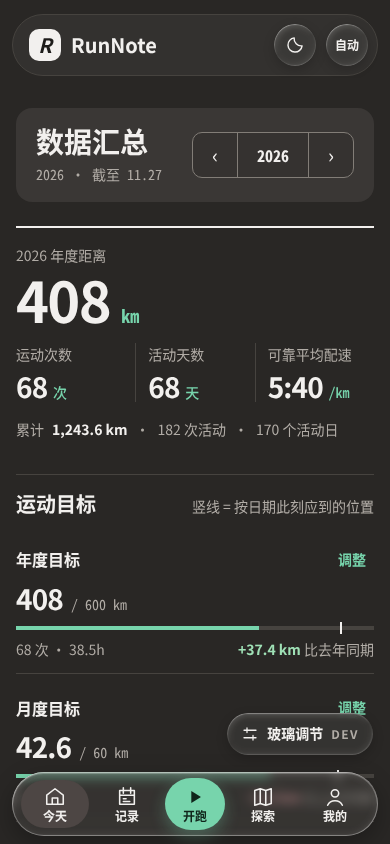 R RunNote 自动
数据汇总
2026 · 截至 11.27
‹ 2026 ›
2026 年度距离
408 km
运动次数 活动天数 可靠平均配速
68 次 68 天 5:40 /km
累计 1,243.6 km · 182 次活动 · 170 个活动日
运动目标 竖线 = 按日期此刻应到的位置
年度目标 调整
408 / 600 km
68 次 · 38.5h +37.4 km 比去年同期
月度目标 调整
42.6 / 60 km
玻璃调节 DEV
今天 记录 开跑 探索 我的